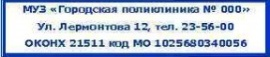 МУЗ «Городская поликлиника № 000»
Ул. Лермонтова 12, тел. 23-56-00
ОКОНХ 21511 код МО 1025680340056